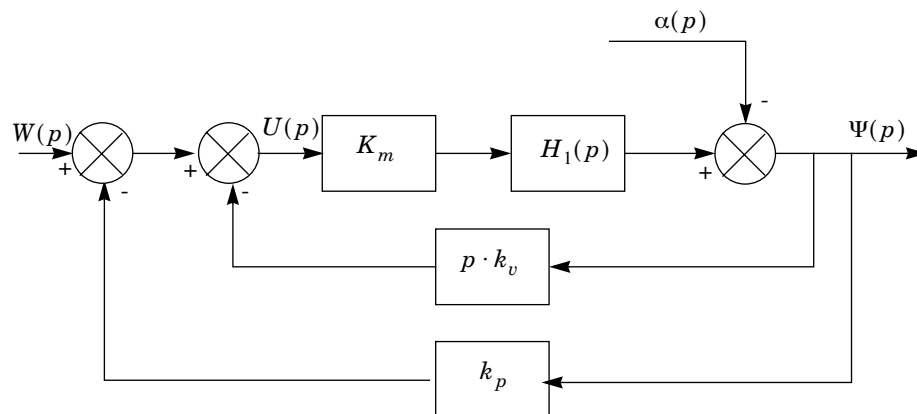 α(p)
-
W(p)
U(p)
K_m
H_1(p)
Ψ(p)
+
-
+
-
+
p · k_v
k_p
-